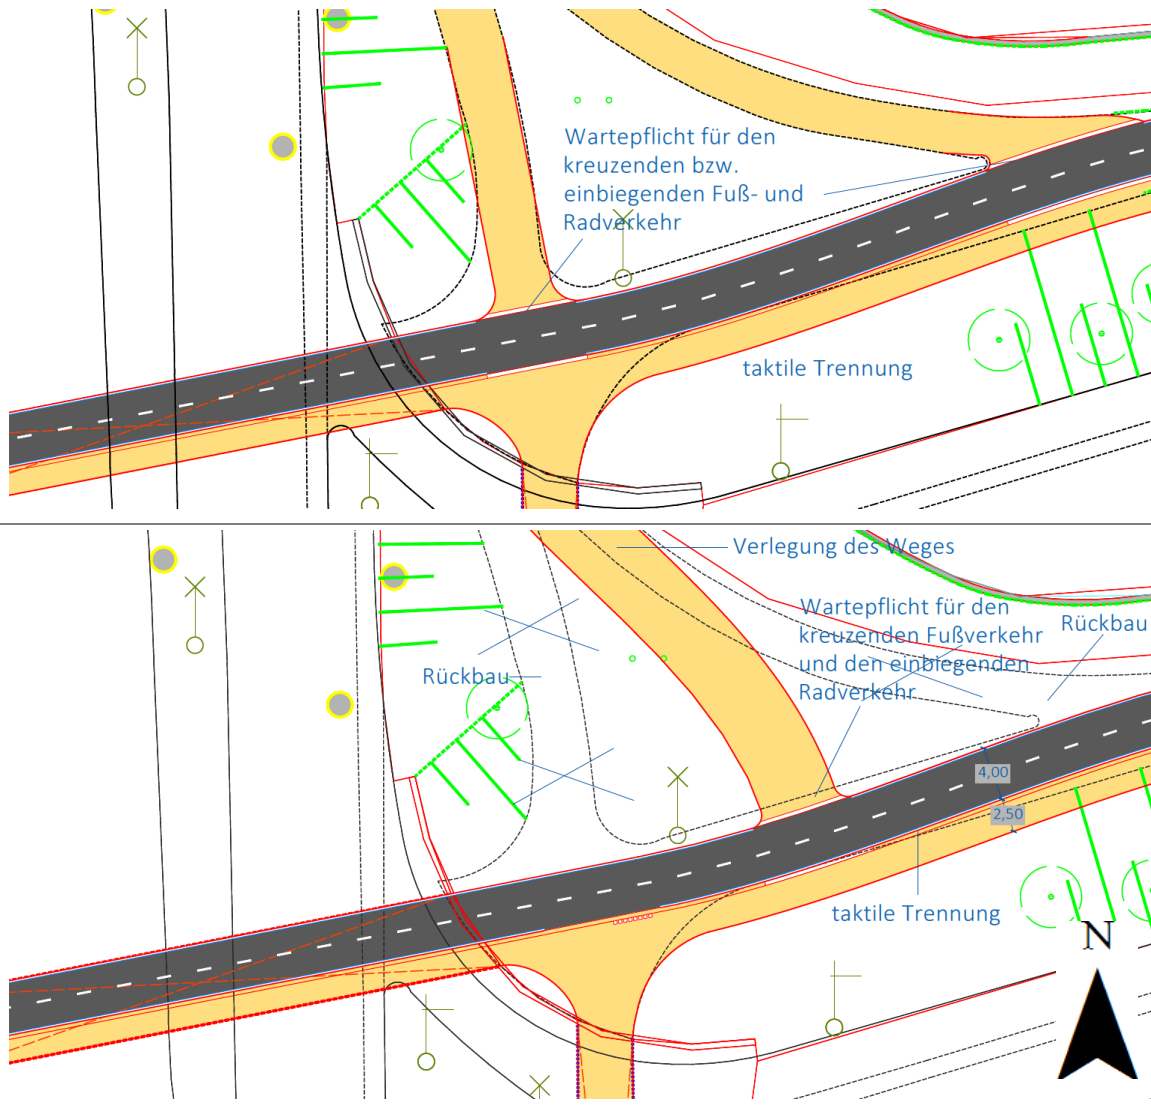 Wartepflicht für den
kreuzenden bzw.
einbiegenden Fuß- und
Radverkehr
taktile Trennung
Verlegung des Weges
Wartepflicht für den
kreuzenden Fußverkehr
und den einbiegenden
Radverkehr
Rückbau
Rückbau
4,00
2,50
taktile Trennung
N